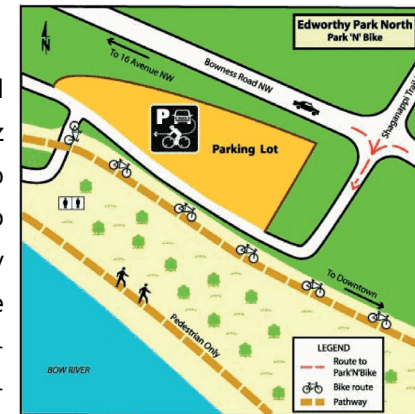 Edworthy Park North
Park 'N' Bike
N
To 16 Avenue NW
Bowness Road NW
Shaganappi Trail
P
Parking Lot
To Downtown
Pedestrian Only
BOW RIVER
LEGEND
Route to
Park'N'Bike
Bike route
Pathway